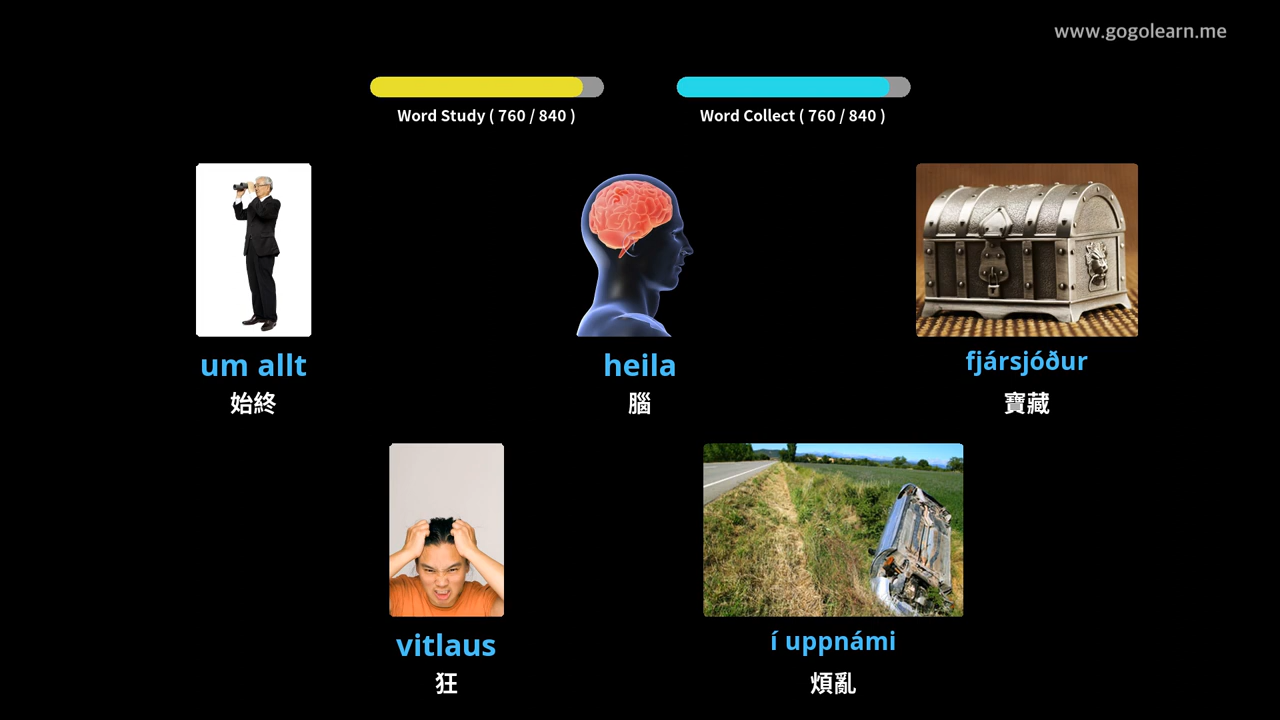 www.gogolearn.me
Word Study ( 760 / 840 )
Word Collect ( 760 / 840 )
um allt
始終
heila
腦
fjársjóður
寶藏
vitlaus
狂
í uppnámi
煩亂